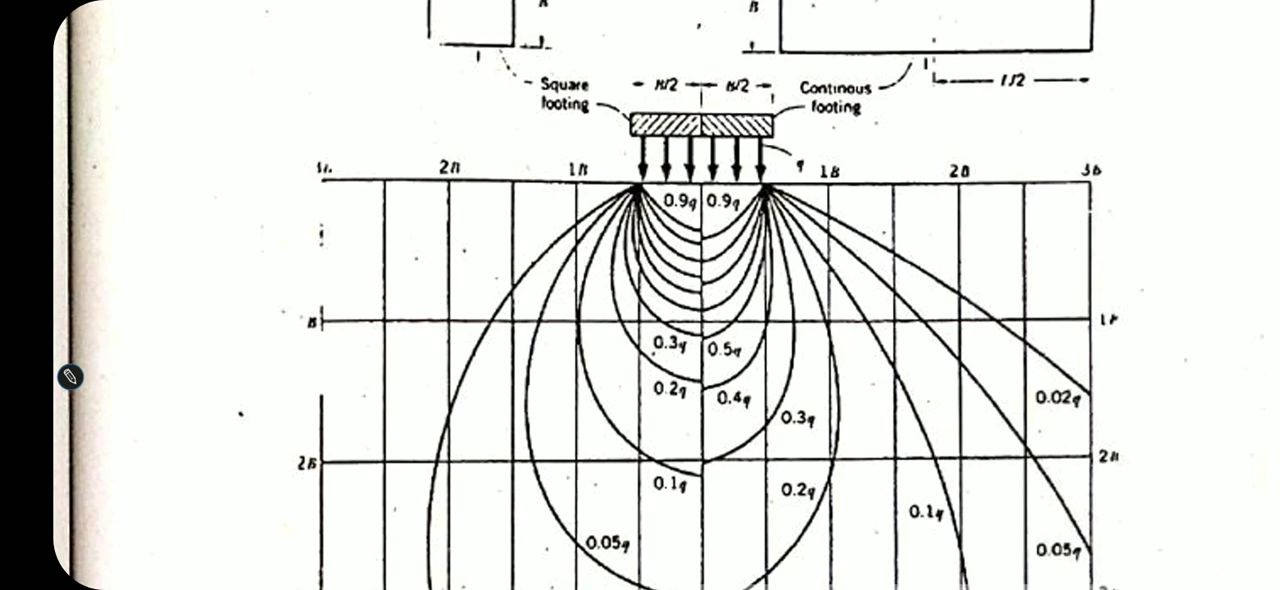 B B
Square B/2 B/2 Continous
footing footing
q
2B 1B 1B 2B 3B
0.9q 0.9q
B 1B
0.3q 0.5q
0.2q 0.4q 0.02q
0.3q
2B 2B
0.1q 0.2q
0.1q
0.05q 0.05q